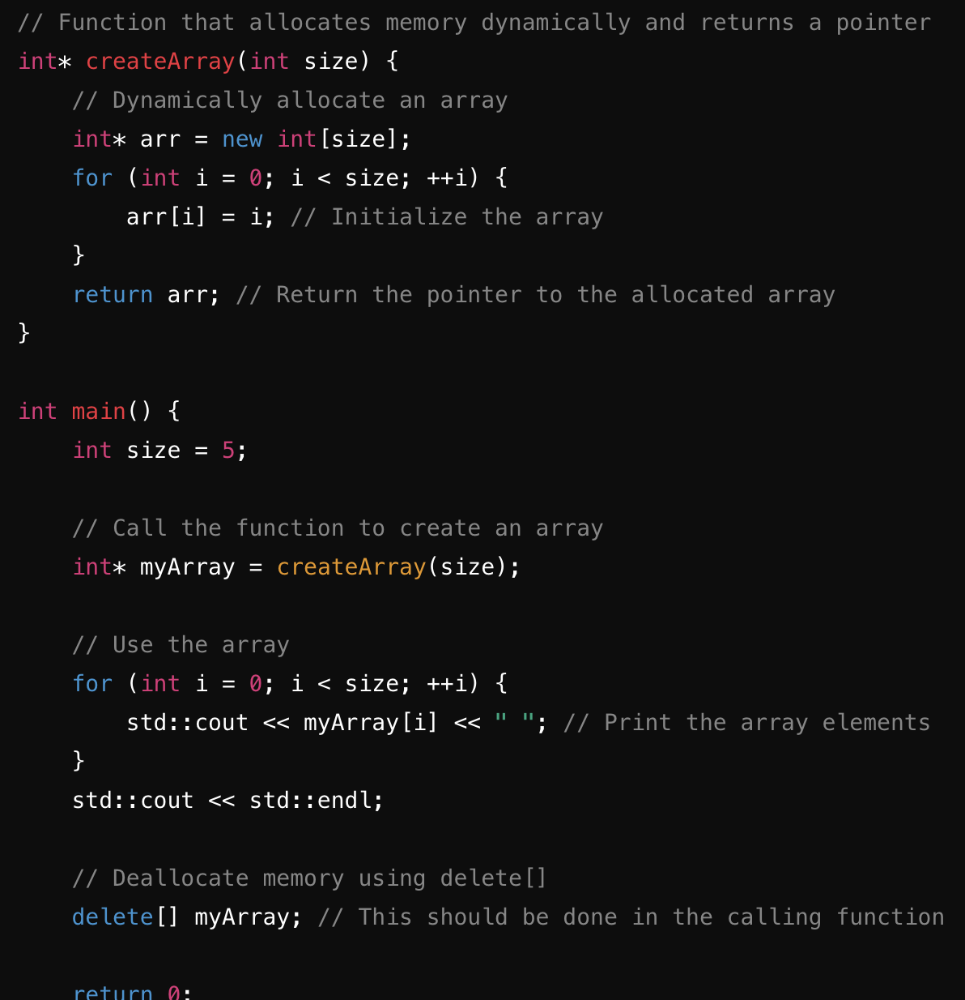 // Function that allocates memory dynamically and returns a pointer
int* createArray(int size) {
    // Dynamically allocate an array
    int* arr = new int[size];
    for (int i = 0; i < size; ++i) {
        arr[i] = i; // Initialize the array
    }
    return arr; // Return the pointer to the allocated array
}

int main() {
    int size = 5;

    // Call the function to create an array
    int* myArray = createArray(size);

    // Use the array
    for (int i = 0; i < size; ++i) {
        std::cout << myArray[i] << " "; // Print the array elements
    }
    std::cout << std::endl;

    // Deallocate memory using delete[]
    delete[] myArray; // This should be done in the calling function

    return 0;